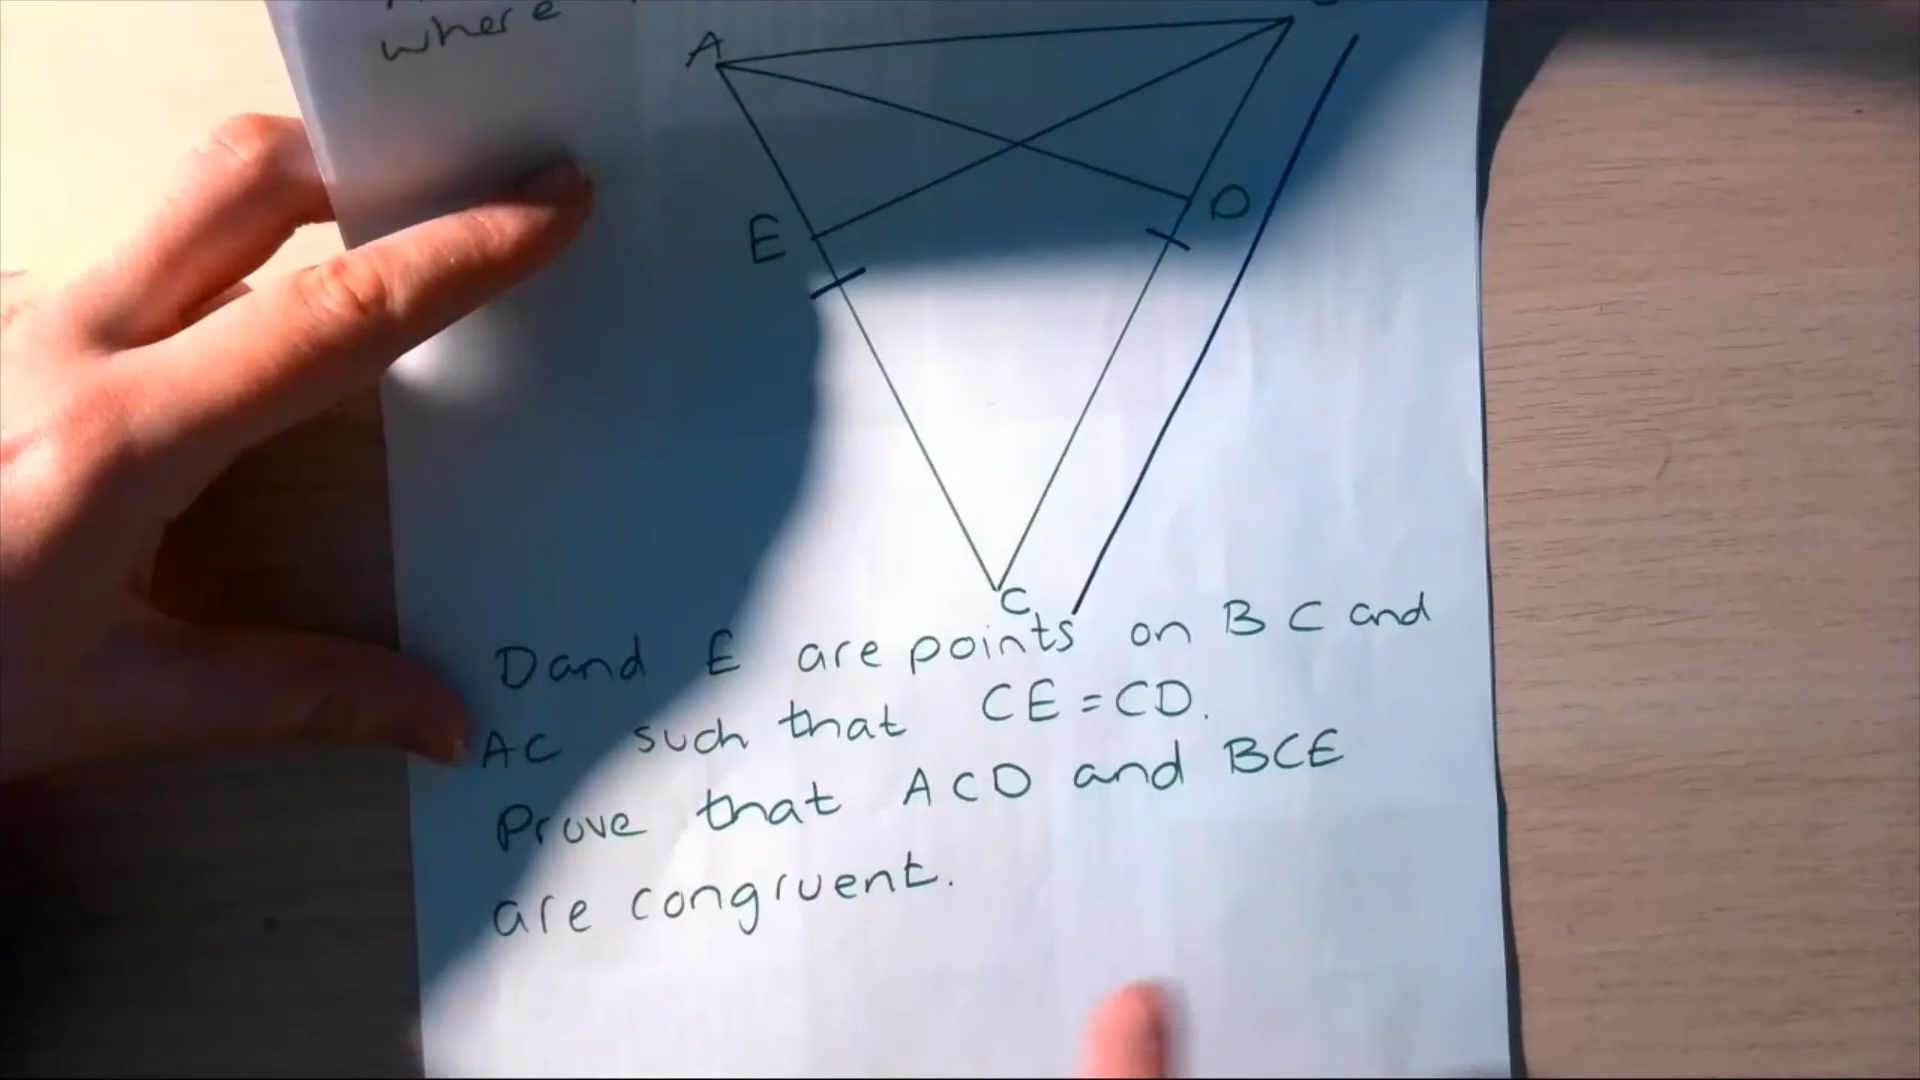 where
A
E
D
C
D and E are points on BC and
AC such that CE = CD.
Prove that ACD and BCE
are congruent.